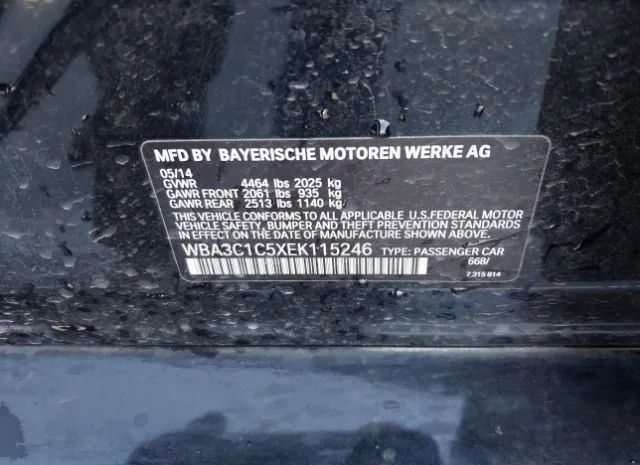 MFD BY BAYERISCHE MOTOREN WERKE AG
05/14
GVWR 4464 lbs 2025 kg
GAWR FRONT 2061 lbs 935 kg
GAWR REAR 2513 lbs 1140 kg
THIS VEHICLE CONFORMS TO ALL APPLICABLE U.S.FEDERAL MOTOR
VEHICLE SAFETY, BUMPER, AND THEFT PREVENTION STANDARDS
IN EFFECT ON THE DATE OF MANUFACTURE SHOWN ABOVE.
WBA3C1C5XEK115246 TYPE: PASSENGER CAR
668/
7 315 814